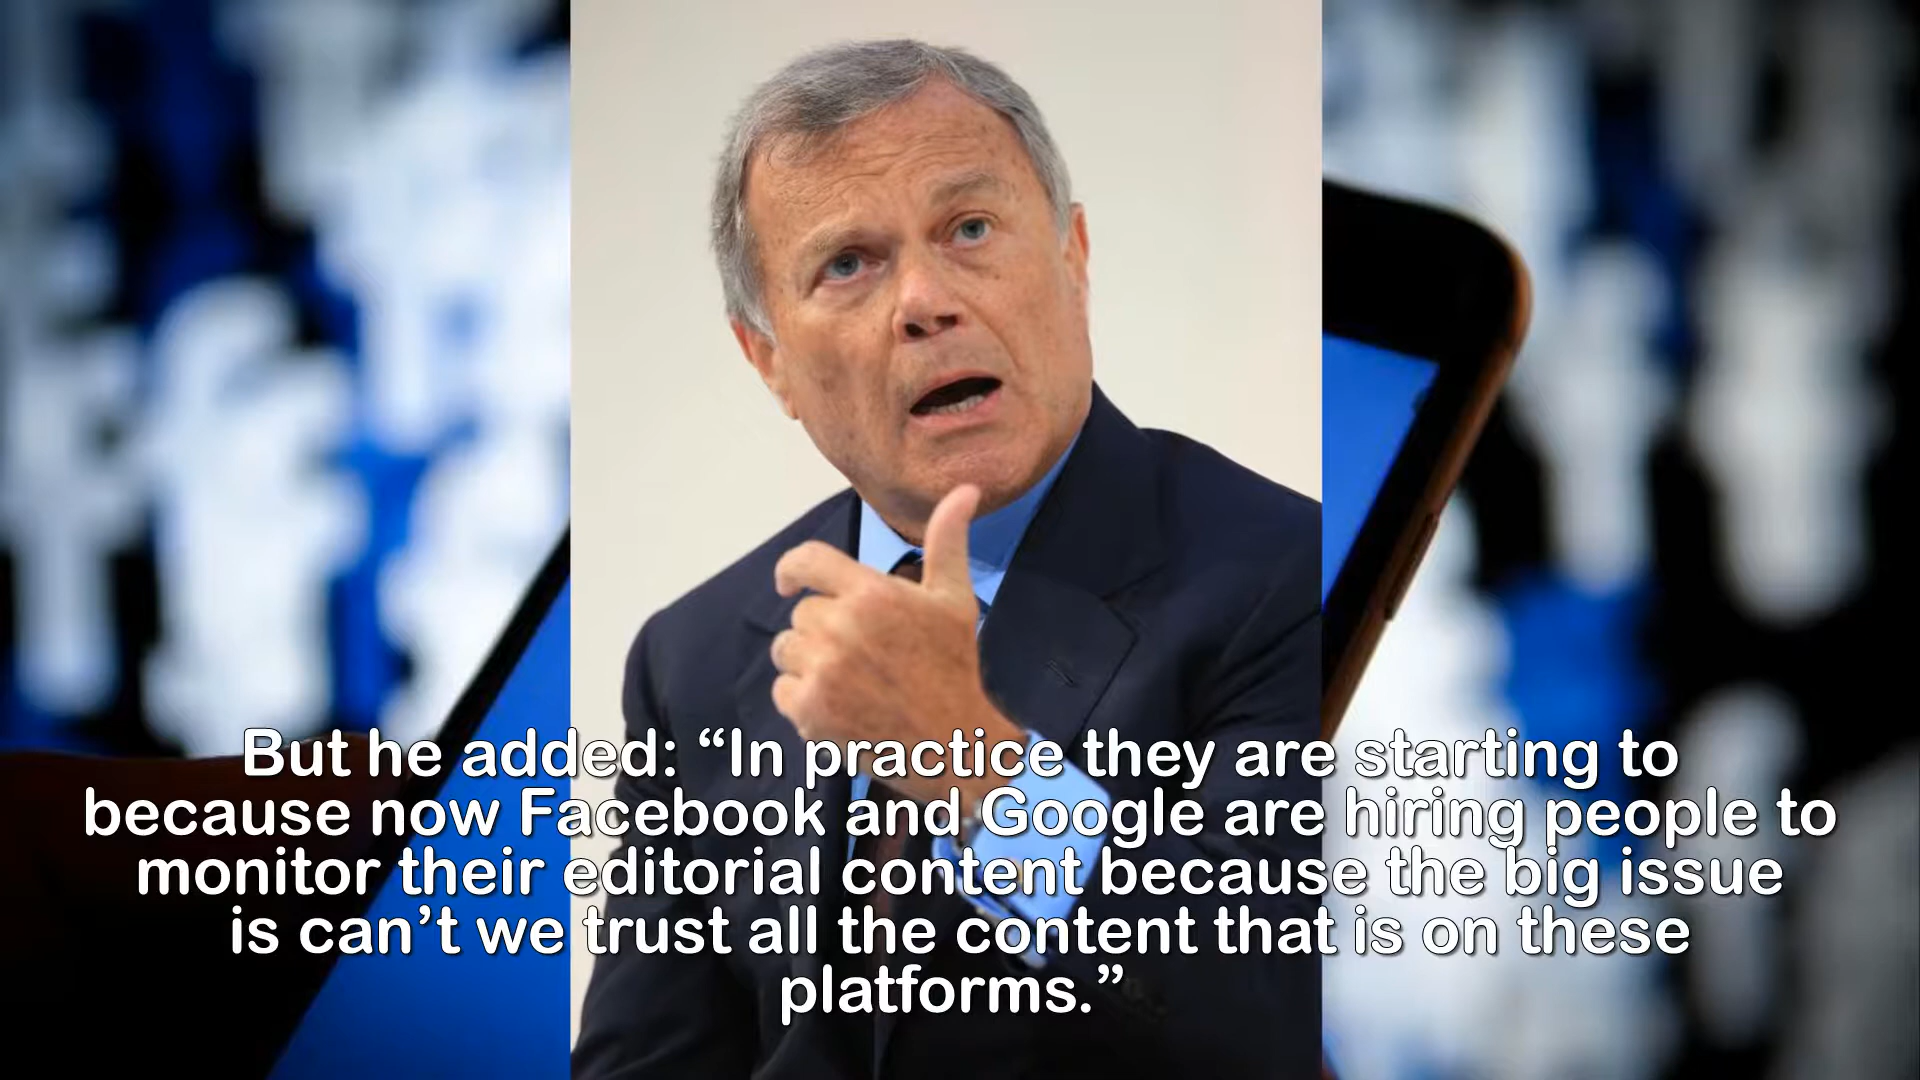 But he added: “In practice they are starting to
because now Facebook and Google are hiring people to
monitor their editorial content because the big issue
is can’t we trust all the content that is on these
platforms.”